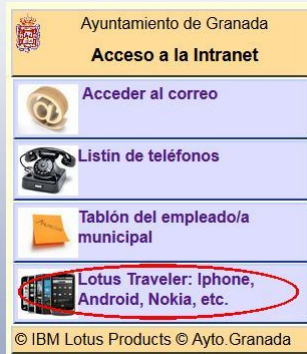 Ayuntamiento de Granada
Acceso a la Intranet
Acceder al correo
Listín de teléfonos
Tablón del empleado/a
municipal
Lotus Traveler: Iphone,
Android, Nokia, etc.
© IBM Lotus Products © Ayto.Granada